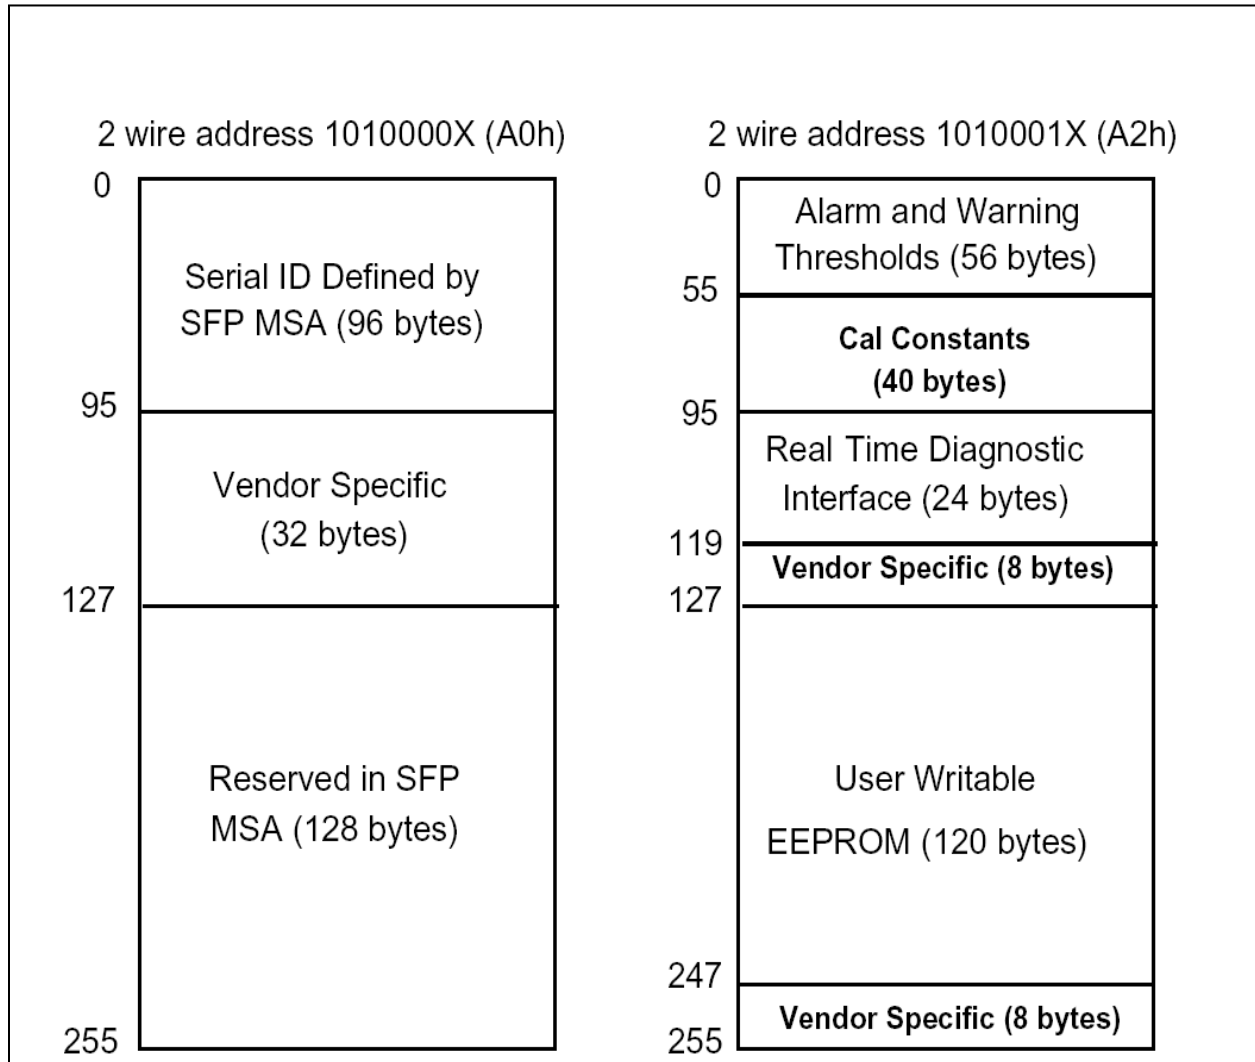 2 wire address 1010000X (A0h)
0
Serial ID Defined by
SFP MSA (96 bytes)
95
Vendor Specific
(32 bytes)
127
Reserved in SFP
MSA (128 bytes)
255
2 wire address 1010001X (A2h)
0
Alarm and Warning
Thresholds (56 bytes)
55
Cal Constants
(40 bytes)
95
Real Time Diagnostic
Interface (24 bytes)
119
Vendor Specific (8 bytes)
127
User Writable
EEPROM (120 bytes)
247
Vendor Specific (8 bytes)
255